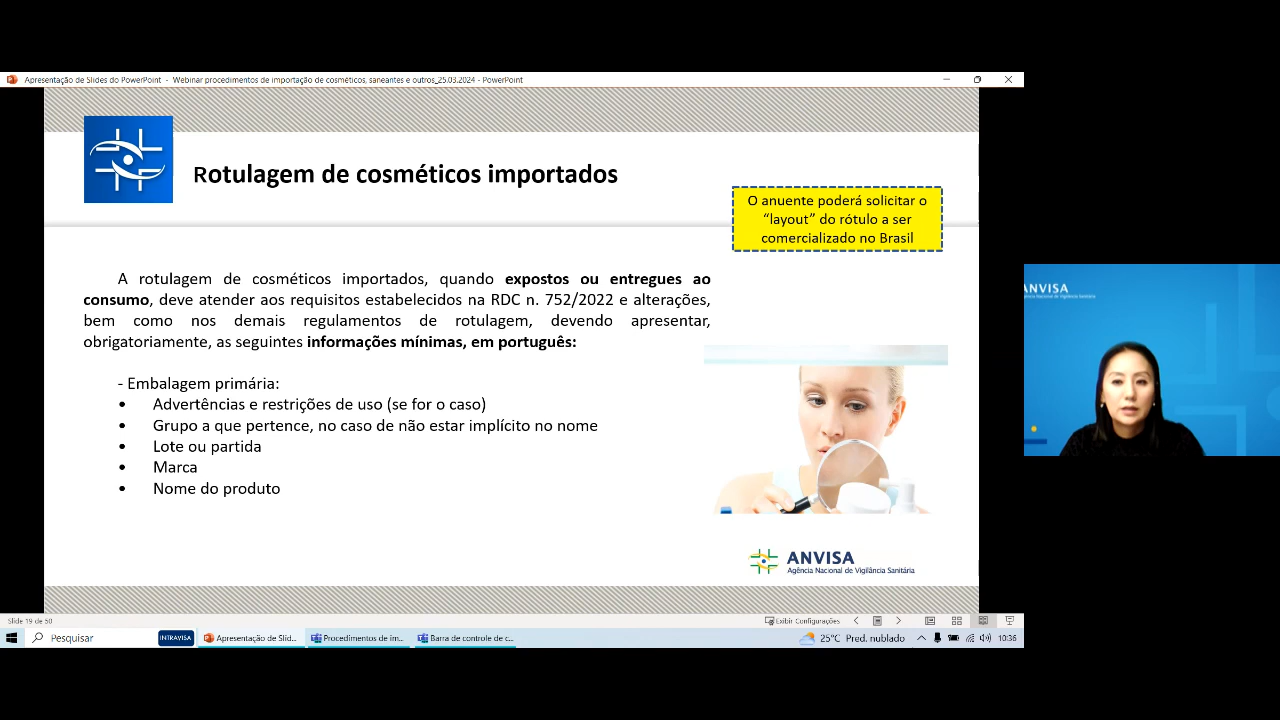 Apresentação de Slides do PowerPoint - Webinar procedimentos de importação de cosméticos, saneantes e outros_25.03.2024 - PowerPoint
Rotulagem de cosméticos importados
O anuente poderá solicitar o
“layout” do rótulo a ser
comercializado no Brasil
A rotulagem de cosméticos importados, quando expostos ou entregues ao
consumo, deve atender aos requisitos estabelecidos na RDC n. 752/2022 e alterações,
bem como nos demais regulamentos de rotulagem, devendo apresentar,
obrigatoriamente, as seguintes informações mínimas, em português:
- Embalagem primária:
• Advertências e restrições de uso (se for o caso)
• Grupo a que pertence, no caso de não estar implícito no nome
• Lote ou partida
• Marca
• Nome do produto
ANVISA
Agência Nacional de Vigilância Sanitária
ANVISA
Agência Nacional de Vigilância Sanitária
Slide 19 de 50
Exibir Configurações
Pesquisar
INTRAVISA
Apresentação de Slid...
Procedimentos de im...
Barra de controle de c...
25°C Pred. nublado
10:36